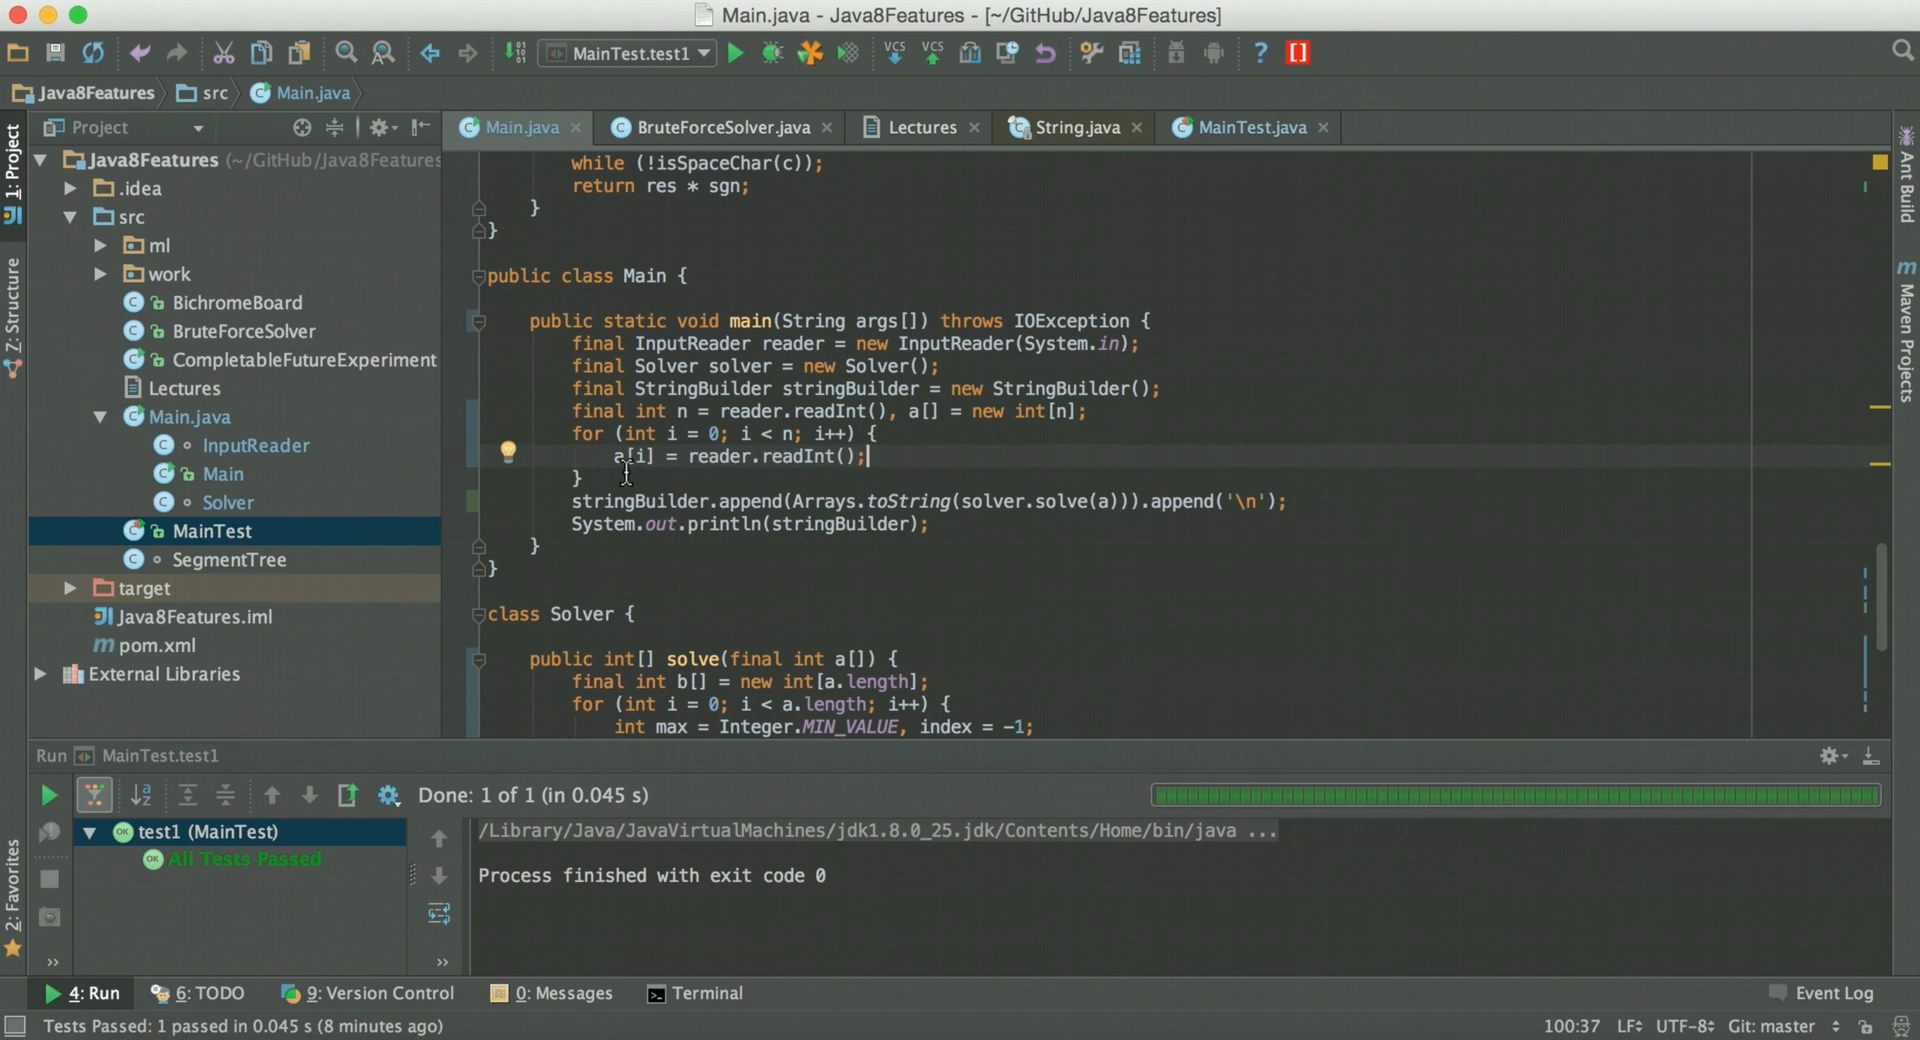 Main.java - Java8Features - [~/GitHub/Java8Features]
MainTest.test1
VCS VCS ? []
Java8Features src Main.java
1: Project
Z: Structure
2: Favorites
Project
Java8Features (~/GitHub/Java8Features
.idea
src
ml
work
BichromeBoard
BruteForceSolver
CompletableFutureExperiment
Lectures
Main.java
InputReader
Main
Solver
MainTest
SegmentTree
target
Java8Features.iml
pom.xml
External Libraries
Main.java BruteForceSolver.java Lectures String.java MainTest.java
while (!isSpaceChar(c));
return res * sgn;
}
}
public class Main {
public static void main(String args[]) throws IOException {
final InputReader reader = new InputReader(System.in);
final Solver solver = new Solver();
final StringBuilder stringBuilder = new StringBuilder();
final int n = reader.readInt(), a[] = new int[n];
for (int i = 0; i < n; i++) {
a[i] = reader.readInt();
}
stringBuilder.append(Arrays.toString(solver.solve(a))).append('\n');
System.out.println(stringBuilder);
}
}
class Solver {
public int[] solve(final int a[]) {
final int b[] = new int[a.length];
for (int i = 0; i < a.length; i++) {
int max = Integer.MIN_VALUE, index = -1;
Ant Build
Maven Projects
Run MainTest.test1
Done: 1 of 1 (in 0.045 s)
test1 (MainTest)
All Tests Passed
/Library/Java/JavaVirtualMachines/jdk1.8.0_25.jdk/Contents/Home/bin/java ...
Process finished with exit code 0
4: Run 6: TODO 9: Version Control 0: Messages Terminal Event Log
Tests Passed: 1 passed in 0.045 s (8 minutes ago) 100:37 LF UTF-8 Git: master